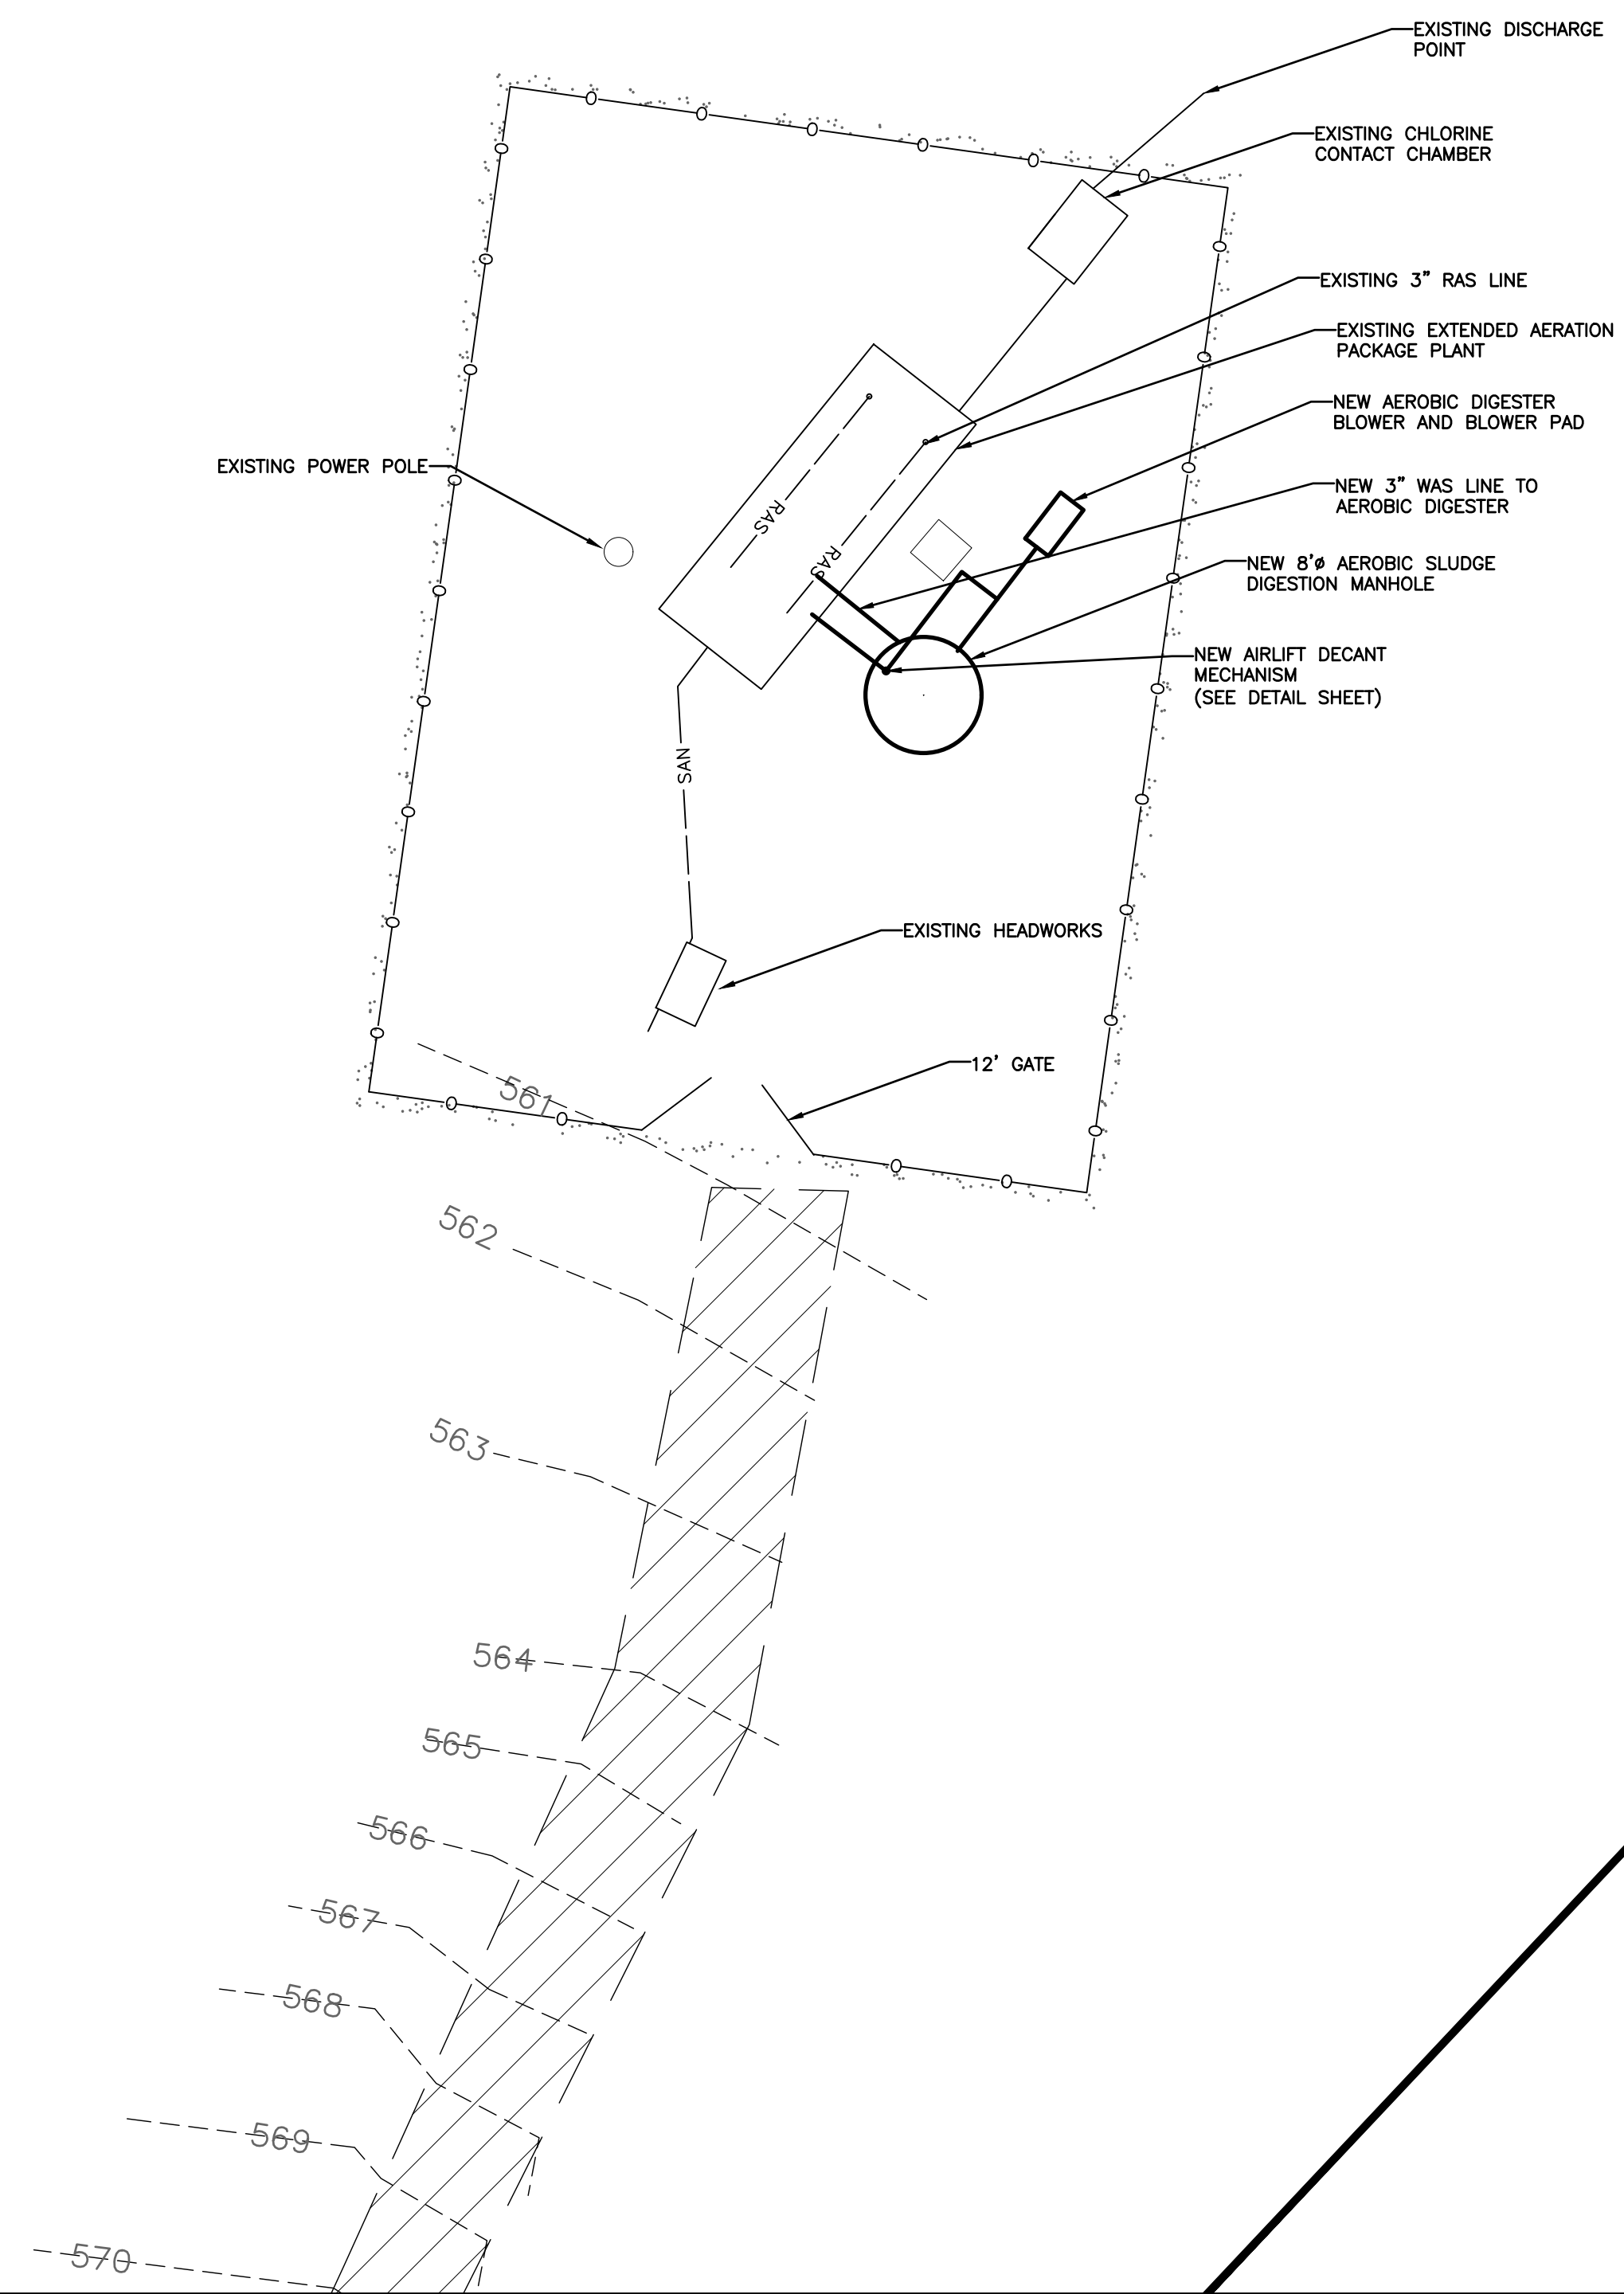 EXISTING DISCHARGE
POINT
EXISTING CHLORINE
CONTACT CHAMBER
EXISTING 3" RAS LINE
EXISTING EXTENDED AERATION
PACKAGE PLANT
NEW AEROBIC DIGESTER
BLOWER AND BLOWER PAD
EXISTING POWER POLE
NEW 3" WAS LINE TO
AEROBIC DIGESTER
RAS
RAS
NEW 8'ø AEROBIC SLUDGE
DIGESTION MANHOLE
NEW AIRLIFT DECANT
MECHANISM
(SEE DETAIL SHEET)
SAN
EXISTING HEADWORKS
12' GATE
561
562
563
564
565
566
567
568
569
570